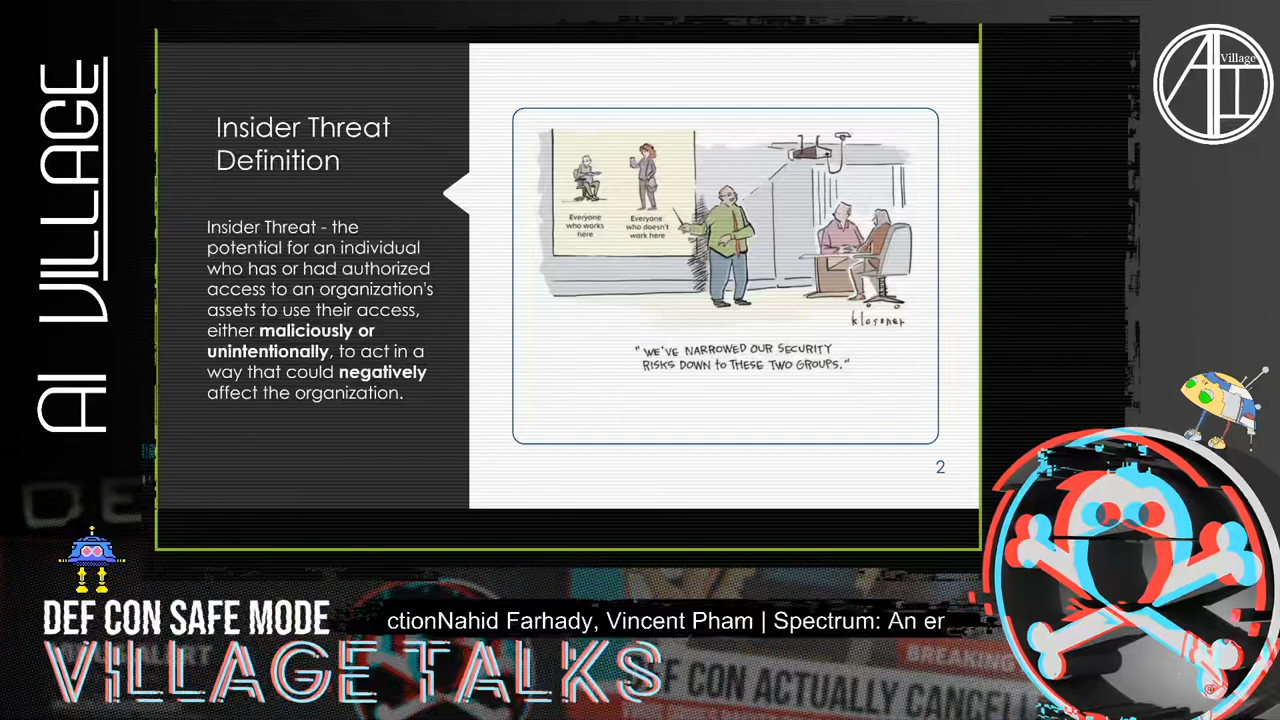 AI VILLAGE
Insider Threat
Definition
Insider Threat - the
potential for an individual
who has or had authorized
access to an organization's
assets to use their access,
either maliciously or
unintentionally, to act in a
way that could negatively
affect the organization.
Everyone
who works
here
Everyone
who doesn't
work here
klossner
"WE'VE NARROWED OUR SECURITY
RISKS DOWN TO THESE TWO GROUPS."
2
AI
Village
DE
DEF CON SAFE MODE
ctionNahid Farhady, Vincent Pham | Spectrum: An er
VILLAGE TALKS
BREAKING
DEF CON ACTUALLY CANCELL